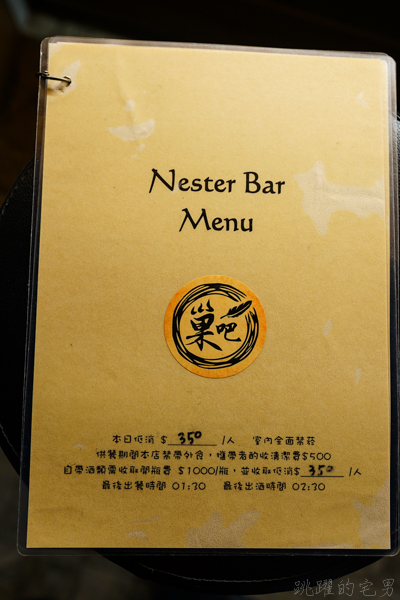 Nester Bar
Menu
巢吧
本日低消 $ 350 /人 室內全面禁菸
供餐期間本店禁帶外食，攜帶者酌收清潔費$500
自帶酒類需收取開瓶費 $1000/瓶，並收取低消$ 350 /人
最後出餐時間 01:30 最後出酒時間 02:30
跳躍的宅男